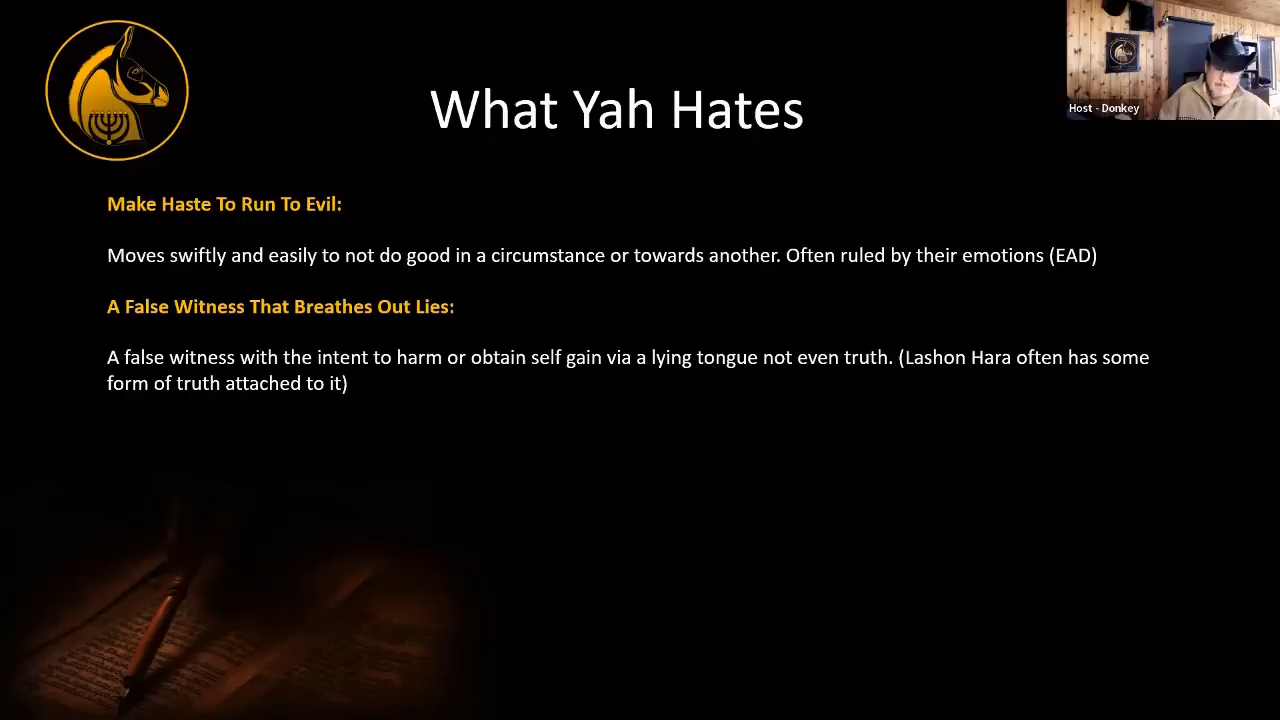 What Yah Hates
Host - Donkey
Make Haste To Run To Evil:
Moves swiftly and easily to not do good in a circumstance or towards another. Often ruled by their emotions (EAD)
A False Witness That Breathes Out Lies:
A false witness with the intent to harm or obtain self gain via a lying tongue not even truth. (Lashon Hara often has some
form of truth attached to it)